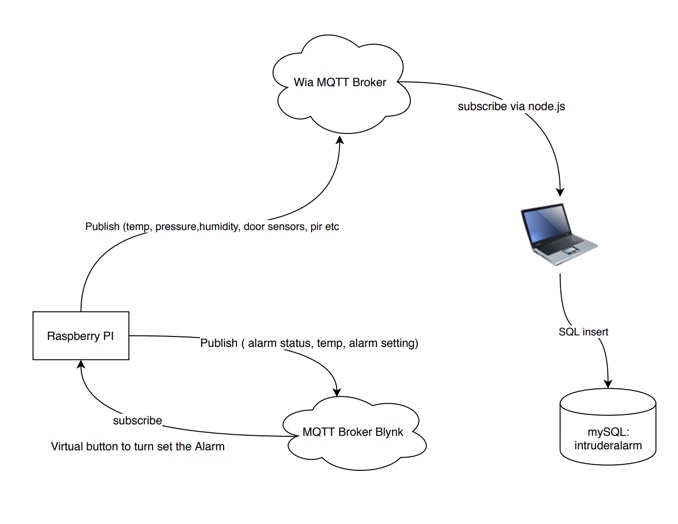 Wia MQTT Broker
subscribe via node.js
Publish (temp, pressure,humidity, door sensors, pir etc
Raspberry PI
Publish ( alarm status, temp, alarm setting)
SQL insert
subscribe
Virtual button to turn set the Alarm
MQTT Broker Blynk
mySQL:
intruderalarm